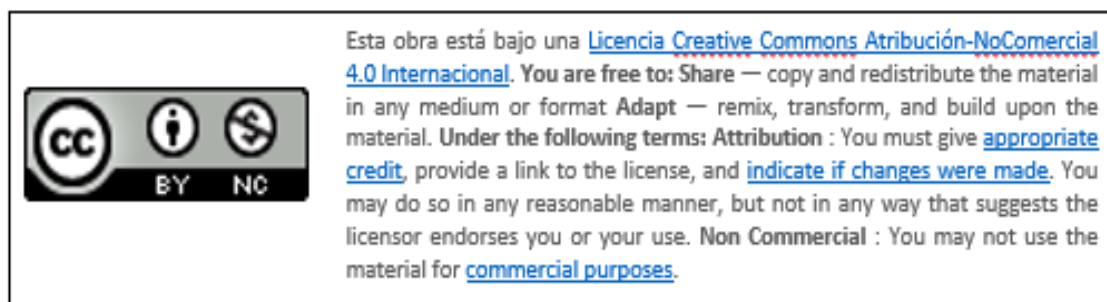 cc
BY NC
Esta obra está bajo una Licencia Creative Commons Atribución-NoComercial
4.0 Internacional. You are free to: Share — copy and redistribute the material
in any medium or format Adapt — remix, transform, and build upon the
material. Under the following terms: Attribution : You must give appropriate
credit, provide a link to the license, and indicate if changes were made. You
may do so in any reasonable manner, but not in any way that suggests the
licensor endorses you or your use. Non Commercial : You may not use the
material for commercial purposes.